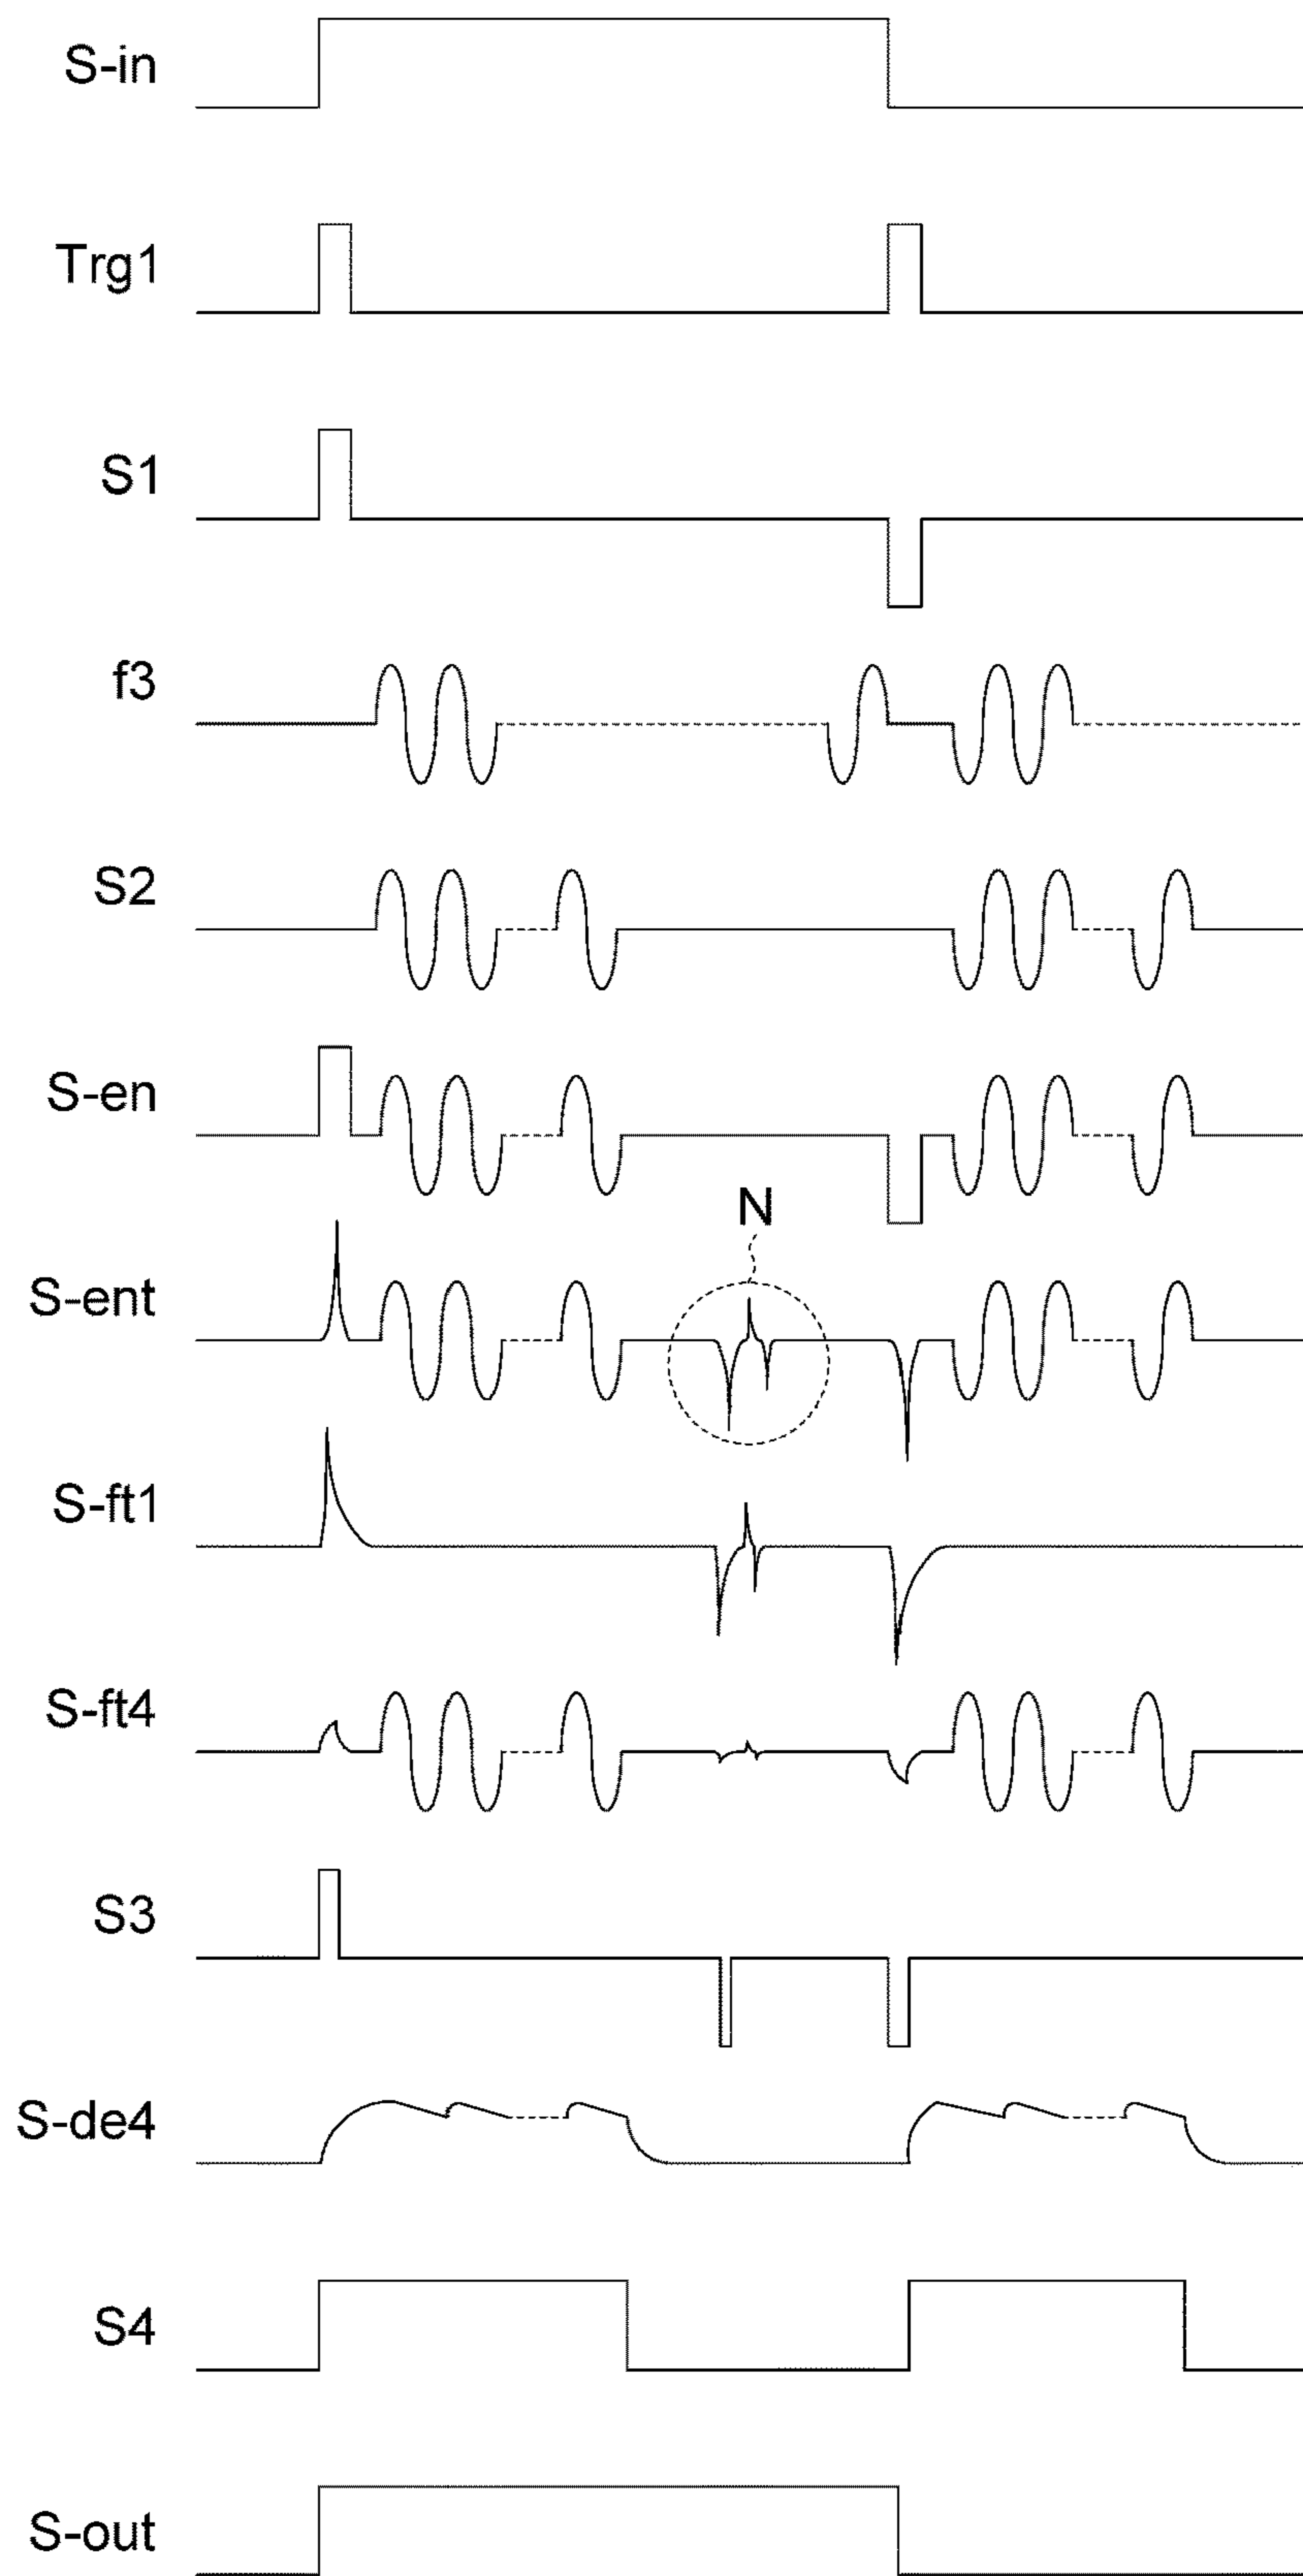 S-in
Trg1
S1
f3
S2
S-en
N
S-ent
S-ft1
S-ft4
S3
S-de4
S4
S-out